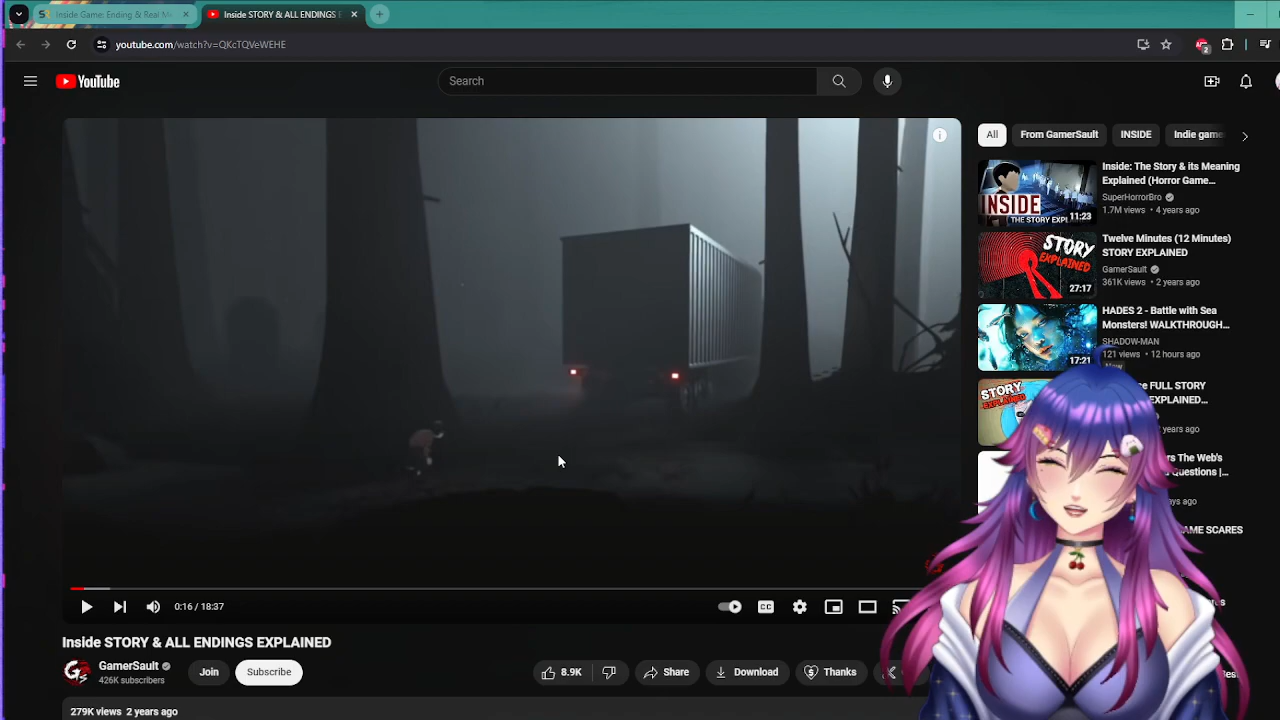 Inside Game: Ending & Real M
Inside STORY & ALL ENDINGS E
youtube.com/watch?v=QKcTQVeWEHE
2
YouTube
Search
All
From GamerSault
INSIDE
Indie game
INSIDE
THE STORY EXPL
11:23
Inside: The Story & its Meaning
Explained (Horror Game...
SuperHorrorBro
1.7M views • 4 years ago
STORY
EXPLAINED
27:17
Twelve Minutes (12 Minutes)
STORY EXPLAINED
GamerSault
361K views • 2 years ago
17:21
HADES 2 - Battle with Sea
Monsters! WALKTHROUGH...
SHADOW-MAN
121 views • 12 hours ago
STORY
EXPLAINED
FULL STORY
EXPLAINED...
years ago
The Web's
Questions |...
ago
SCARES
0:16 / 18:37
CC
Inside STORY & ALL ENDINGS EXPLAINED
GS
GamerSault
426K subscribers
Join
Subscribe
8.9K
Share
Download
Thanks
279K views 2 years ago